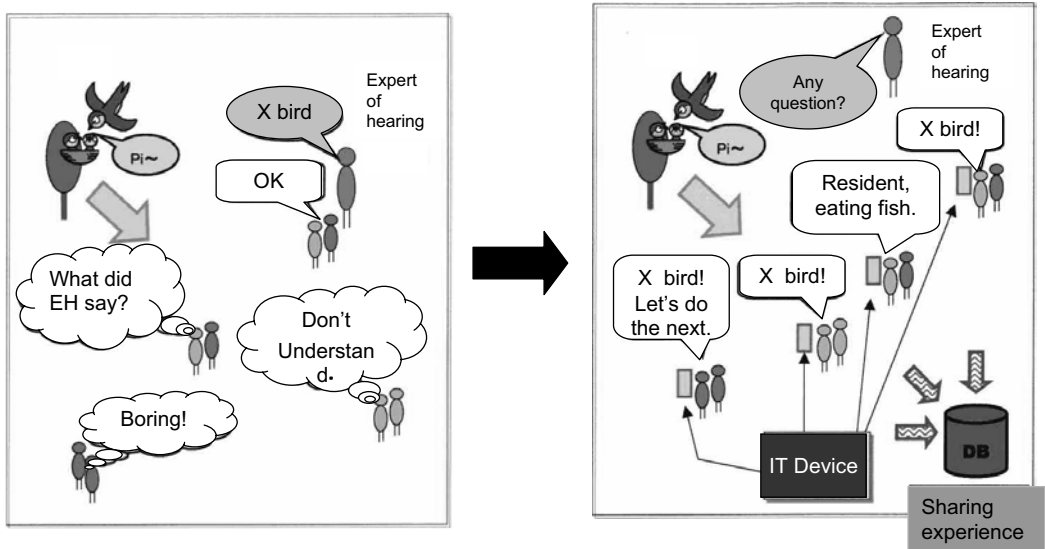 Expert
of
hearing
X bird
Pi~
OK
What did
EH say?
Don't
Understan
d.
Boring!
Expert
of
hearing
Any
question?
X bird!
Pi~
Resident,
eating fish.
X bird!
Let's do
the next.
X bird!
IT Device
DB
Sharing
experience